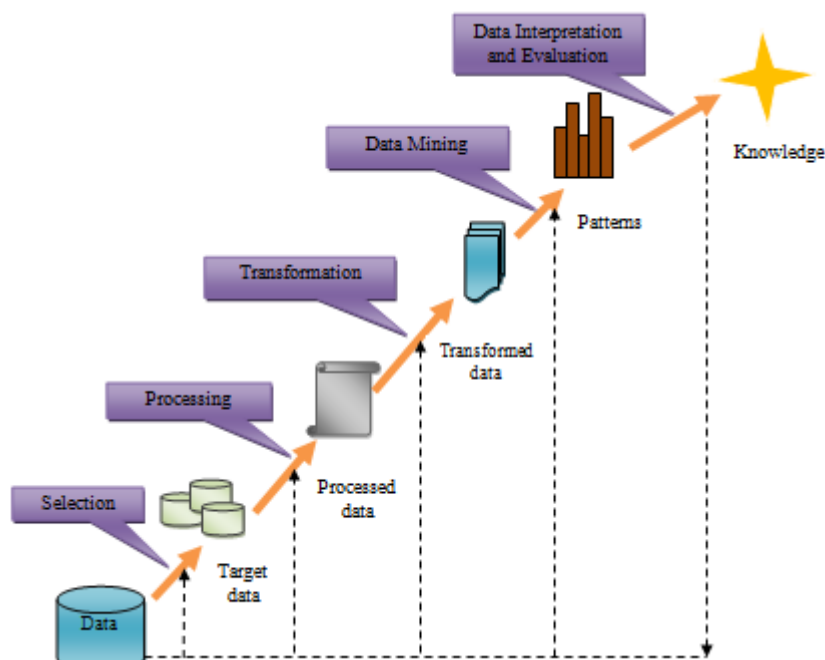 Data Interpretation
and Evaluation
Knowledge
Data Mining
Patterns
Transformation
Transformed
data
Processing
Processed
data
Selection
Target
data
Data